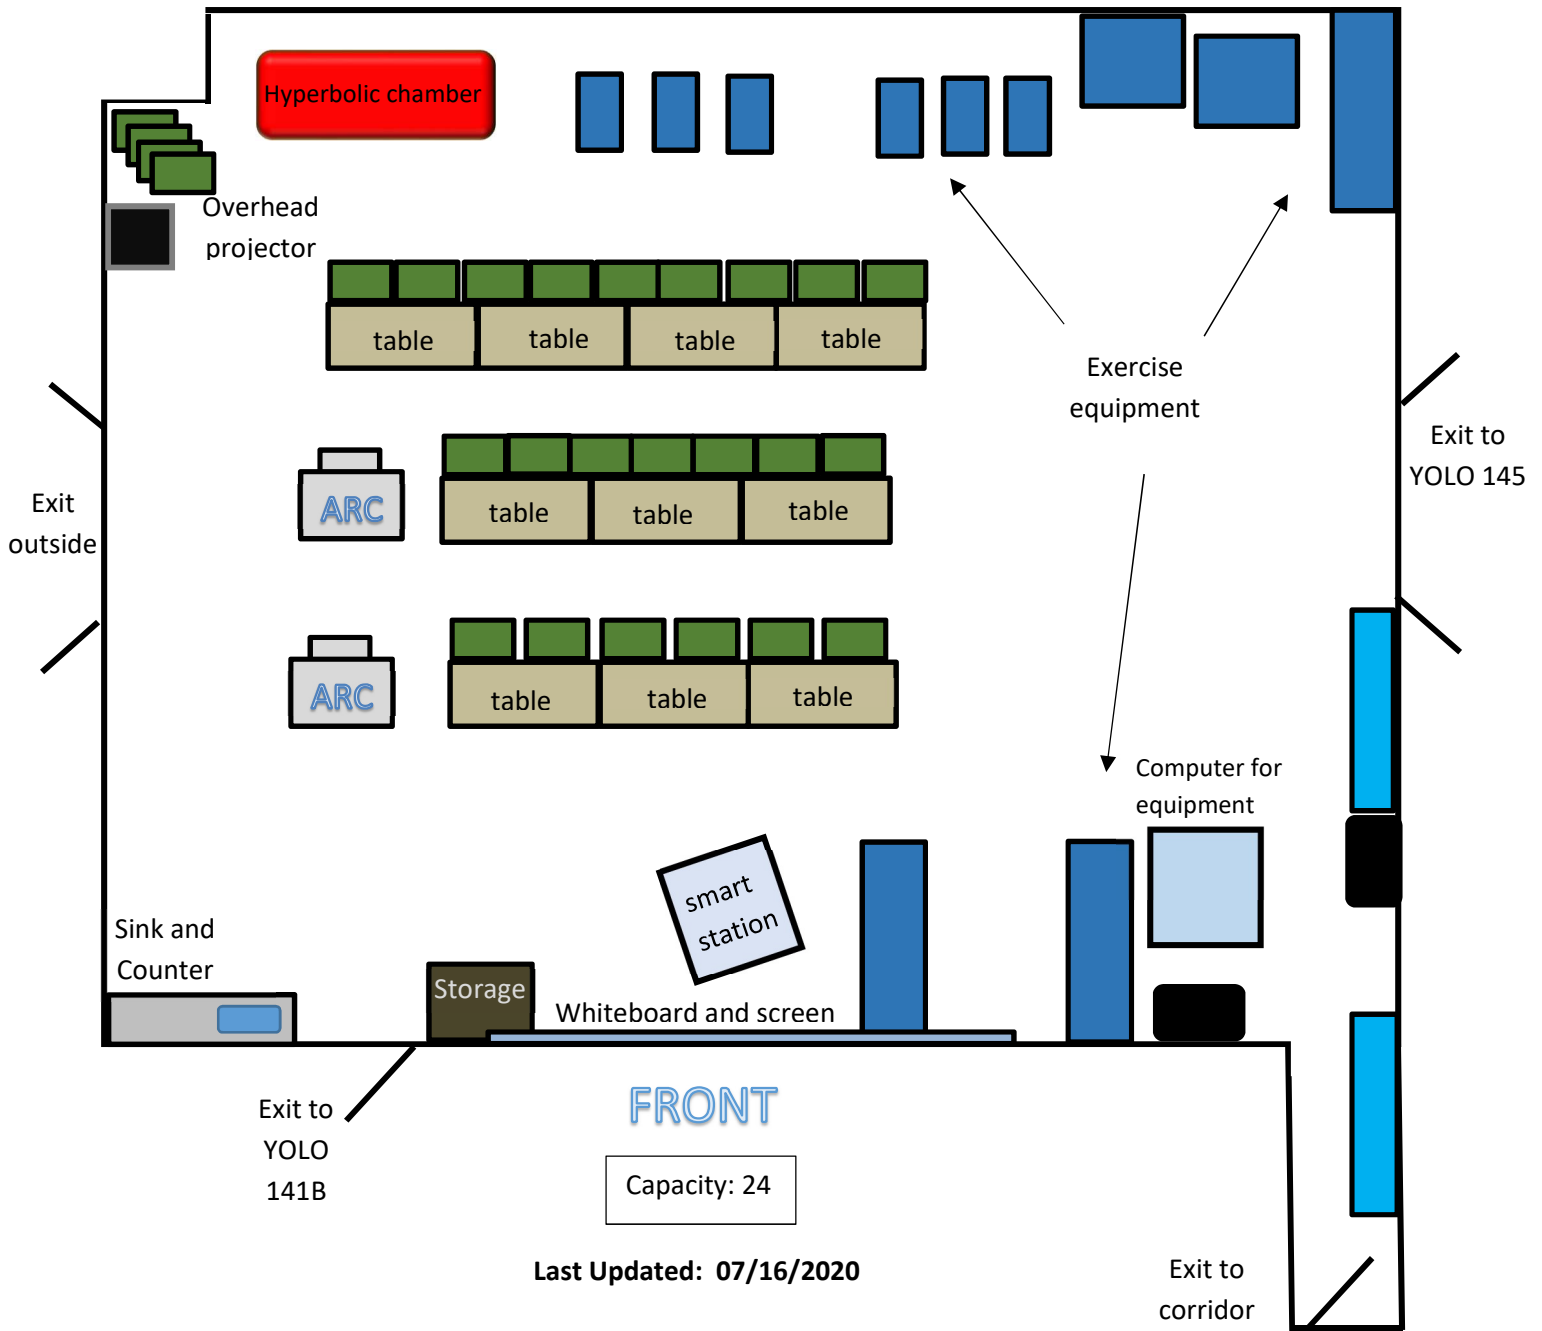 Hyperbolic chamber
Overhead
projector
table
table
table
table
Exercise
equipment
Exit to
YOLO 145
Exit
outside
ARC
table
table
table
ARC
table
table
table
Computer for
equipment
smart
station
Sink and
Counter
Storage
Whiteboard and screen
Exit to
YOLO
141B
FRONT
Capacity: 24
Last Updated:  07/16/2020
Exit to
corridor